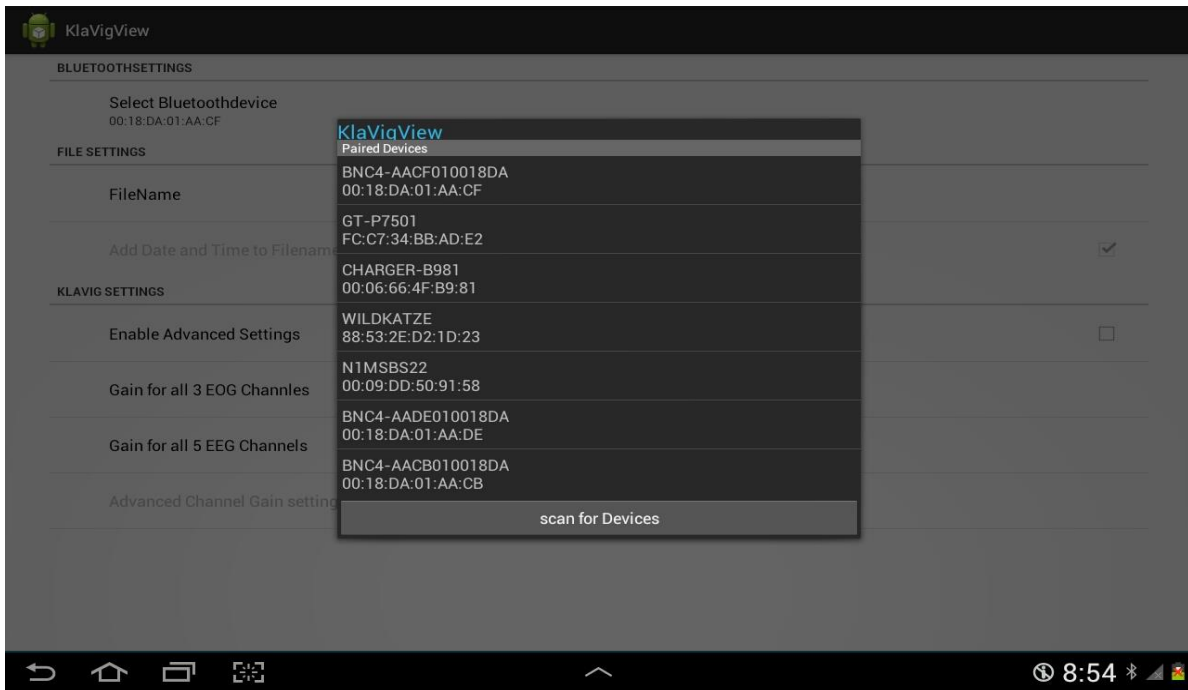 KlaVigView
BLUETOOTHSETTINGS
Select Bluetoothdevice
00:18:DA:01:AA:CF
FILE SETTINGS
FileName
Add Date and Time to Filename
KLAVIG SETTINGS
Enable Advanced Settings
Gain for all 3 EOG Channles
Gain for all 5 EEG Channels
Advanced Channel Gain setting
KlaVigView
Paired Devices
BNC4-AACF010018DA
00:18:DA:01:AA:CF
GT-P7501
FC:C7:34:BB:AD:E2
CHARGER-B981
00:06:66:4F:B9:81
WILDKATZE
88:53:2E:D2:1D:23
N1MSBS22
00:09:DD:50:91:58
BNC4-AADE010018DA
00:18:DA:01:AA:DE
BNC4-AACB010018DA
00:18:DA:01:AA:CB
scan for Devices
8:54